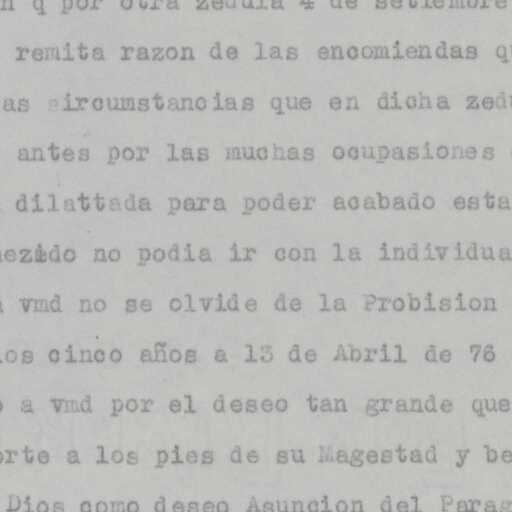 q por otra zedula 4 de setiembre
remita razon de las encomiendas q
as circumstancias que en dicha zedu
antes por las muchas ocupasiones
dilattada para poder acabado esta
ezido no podia ir con la individua
vmd no se olvide de la Probision
los cinco años a 13 de Abril de 76
a vmd por el deseo tan grande que
orte a los pies de su Magestad y be
Dios como deseo Asuncion del Parag